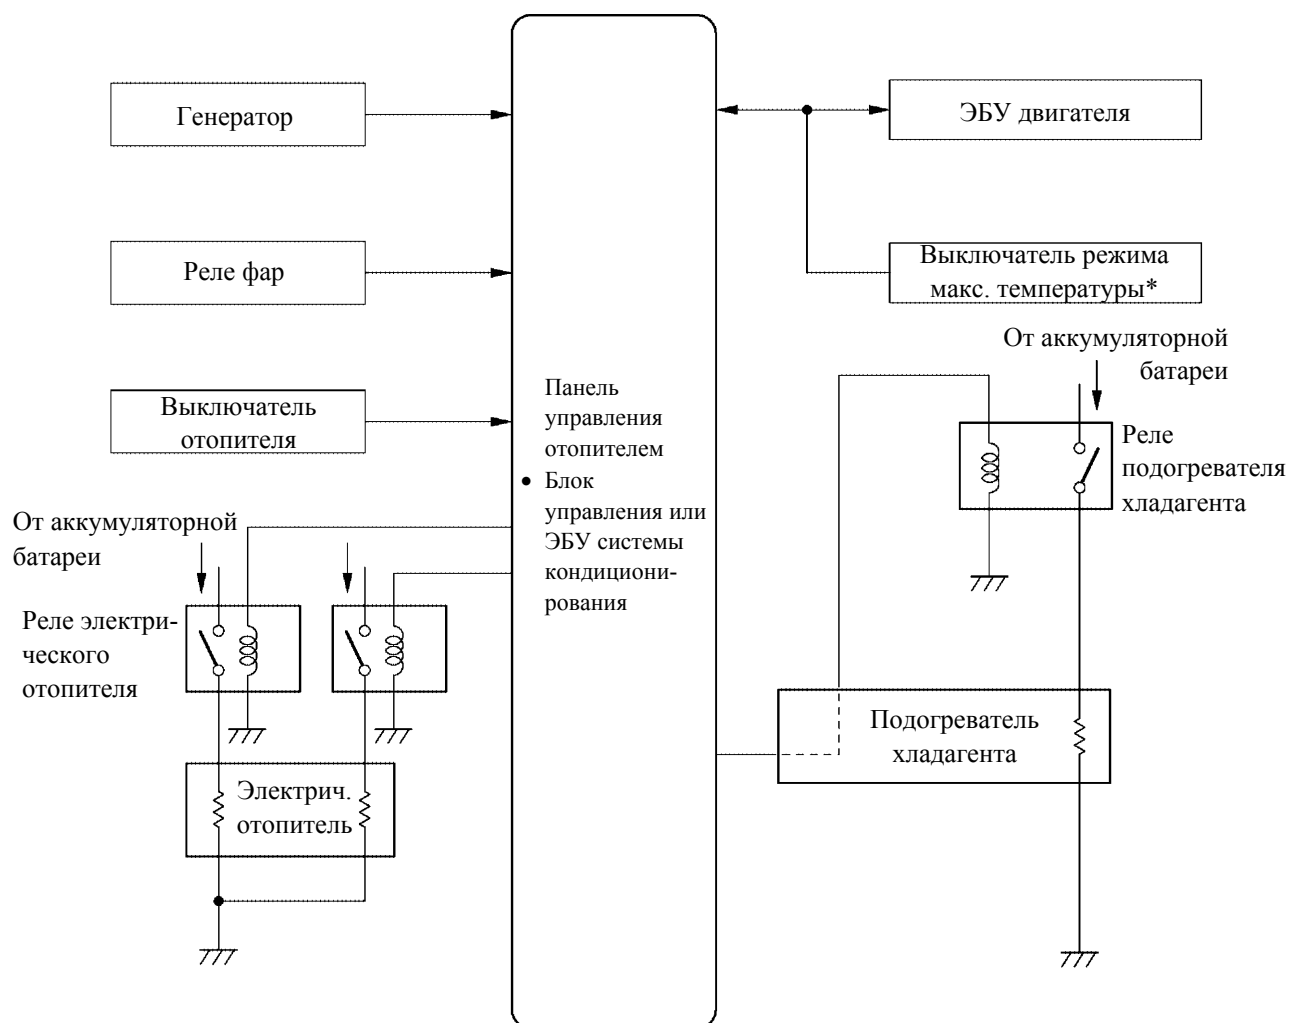 Генератор
ЭБУ двигателя
Реле фар
Выключатель режима
макс. температуры*
От аккумуляторной
батареи
Выключатель
отопителя
Панель
управления
отопителем
• Блок
управления или
ЭБУ системы
кондициони-
рования
Реле
подогревателя
хладагента
От аккумуляторной
батареи
Реле электри-
ческого
отопителя
Подогреватель
хладагента
Электрич.
отопитель